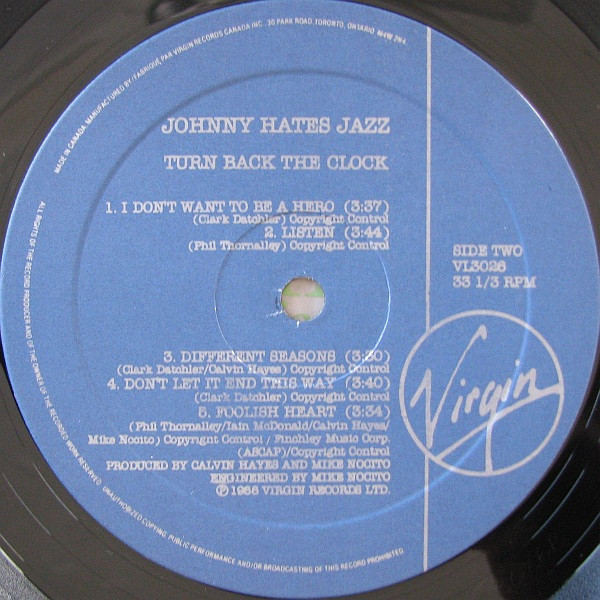 MADE IN CANADA. MANUFACTURED BY/FABRIQUE PAR VIRGIN RECORDS CANADA INC., 30 PARK ROAD, TORONTO, ONTARIO. M4W 2N4.
JOHNNY HATES JAZZ
TURN BACK THE CLOCK
1. I DON'T WANT TO BE A HERO (3:37)
(Clark Datchler) Copyright Control
2. LISTEN (3:44)
(Phil Thornalley) Copyright Control
SIDE TWO
VL3026
33 1/3 RPM
3. DIFFERENT SEASONS (3:30)
(Clark Datchler/Calvin Hayes) Copyright Control
4. DON'T LET IT END THIS WAY (3:40)
(Clark Datchler) Copyright Control
5. FOOLISH HEART (3:34)
(Phil Thornalley/Iain McDonald/Calvin Hayes/
Mike Nocito) Copyright Control / Finchley Music Corp.
(ASCAP)/Copyright Control
PRODUCED BY CALVIN HAYES AND MIKE NOCITO
ENGINEERED BY MIKE NOCITO
℗ 1986 VIRGIN RECORDS LTD.
Virgin
ALL RIGHTS OF THE RECORD PRODUCER AND OF THE OWNER OF THE RECORDED WORK RESERVED. UNAUTHORIZED COPYING, PUBLIC PERFORMANCE AND/OR BROADCASTING OF THIS RECORD PROHIBITED.